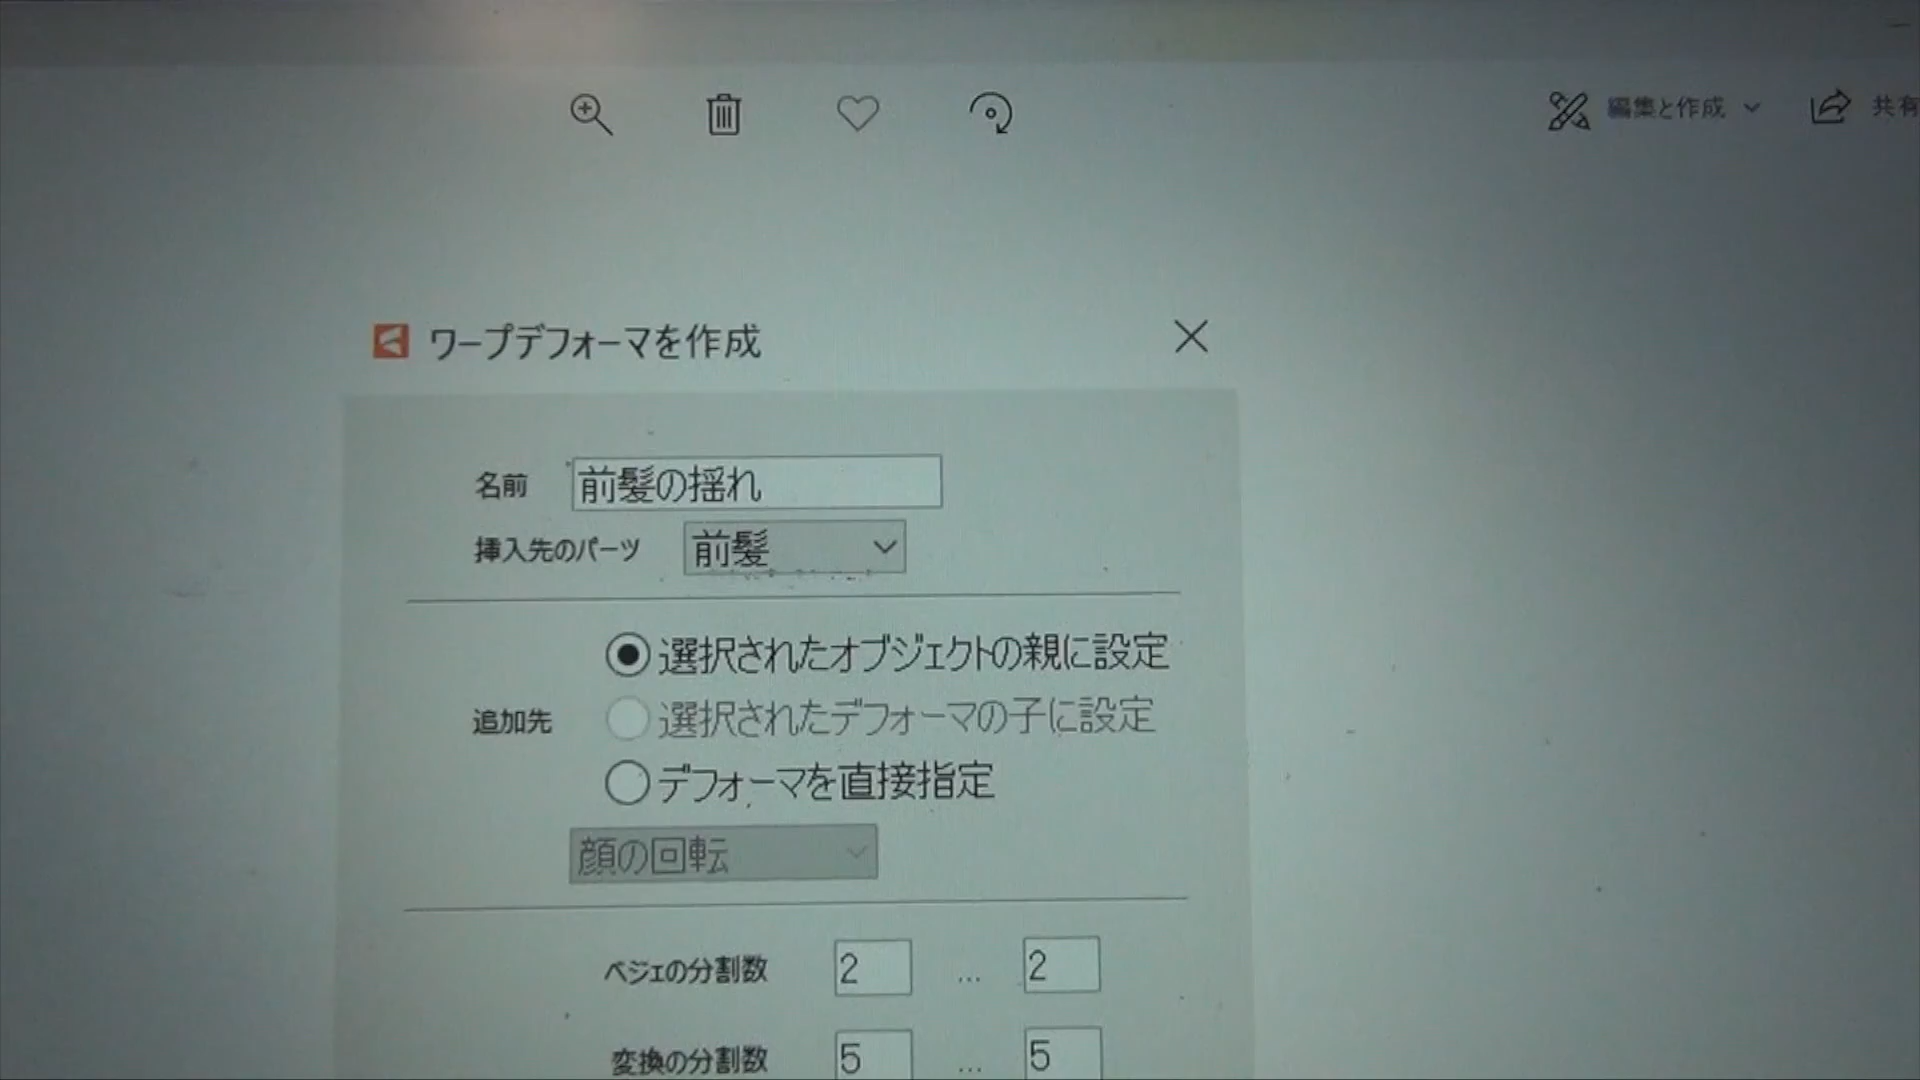 編集と作成
共有
ワープデフォーマを作成
名前 前髪の揺れ
挿入先のパーツ 前髪
選択されたオブジェクトの親に設定
追加先 選択されたデフォーマの子に設定
デフォーマを直接指定
顔の回転
ベジェの分割数 2 ... 2
変換の分割数 5 ... 5